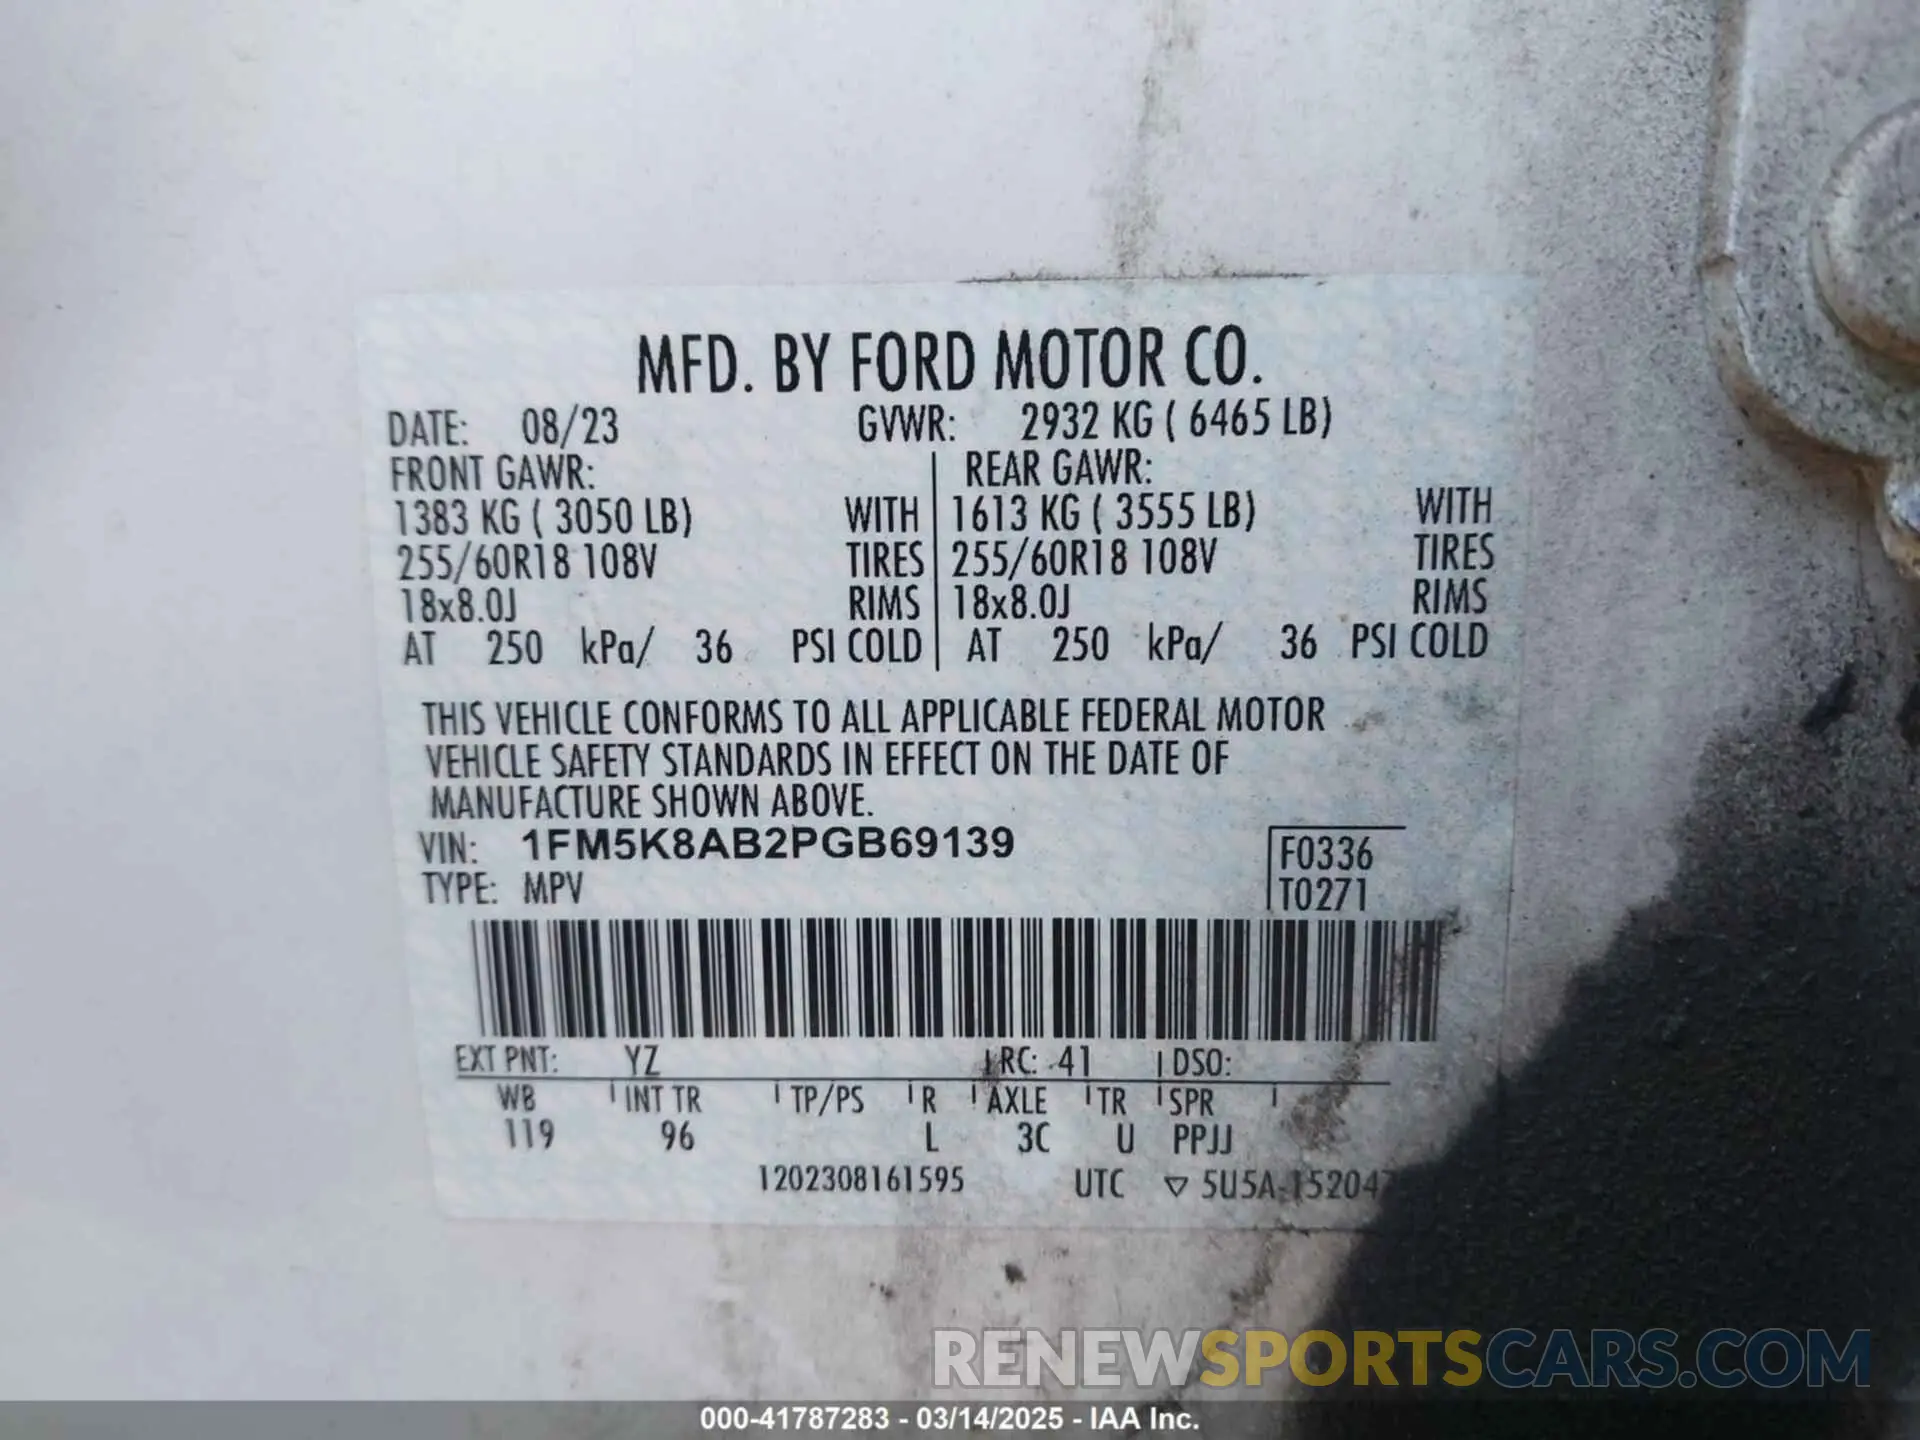 MFD. BY FORD MOTOR CO.
DATE: 08/23 GVWR: 2932 KG ( 6465 LB)
FRONT GAWR: REAR GAWR:
1383 KG ( 3050 LB) WITH 1613 KG ( 3555 LB) WITH
255/60R18 108V TIRES 255/60R18 108V TIRES
18x8.0J RIMS 18x8.0J RIMS
AT 250 kPa/ 36 PSI COLD AT 250 kPa/ 36 PSI COLD
THIS VEHICLE CONFORMS TO ALL APPLICABLE FEDERAL MOTOR
VEHICLE SAFETY STANDARDS IN EFFECT ON THE DATE OF
MANUFACTURE SHOWN ABOVE.
VIN: 1FM5K8AB2PGB69139 F0336
TYPE: MPV T0271
EXT PNT: YZ RC: 41 DSO:
WB INT TR TP/PS R AXLE TR SPR
119 96 L 3C U PPJJ
1202308161595 UTC ▽ 5U5A-
RENEWSPORTSCARS.COM
000-41787283 - 03/14/2025 - IAA Inc.